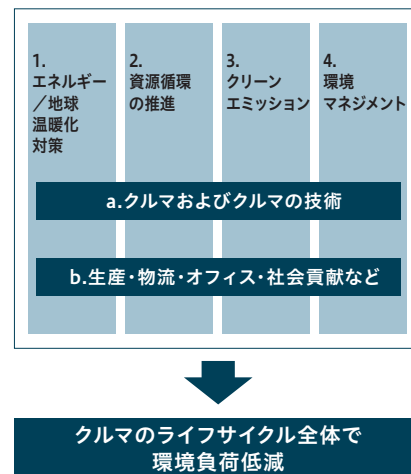 1.
エネルギー
／地球
温暖化
対策
2.
資源循環
の推進
3.
クリーン
エミッション
4.
環境
マネジメント
a.クルマおよびクルマの技術
b.生産・物流・オフィス・社会貢献など
クルマのライフサイクル全体で
環境負荷低減